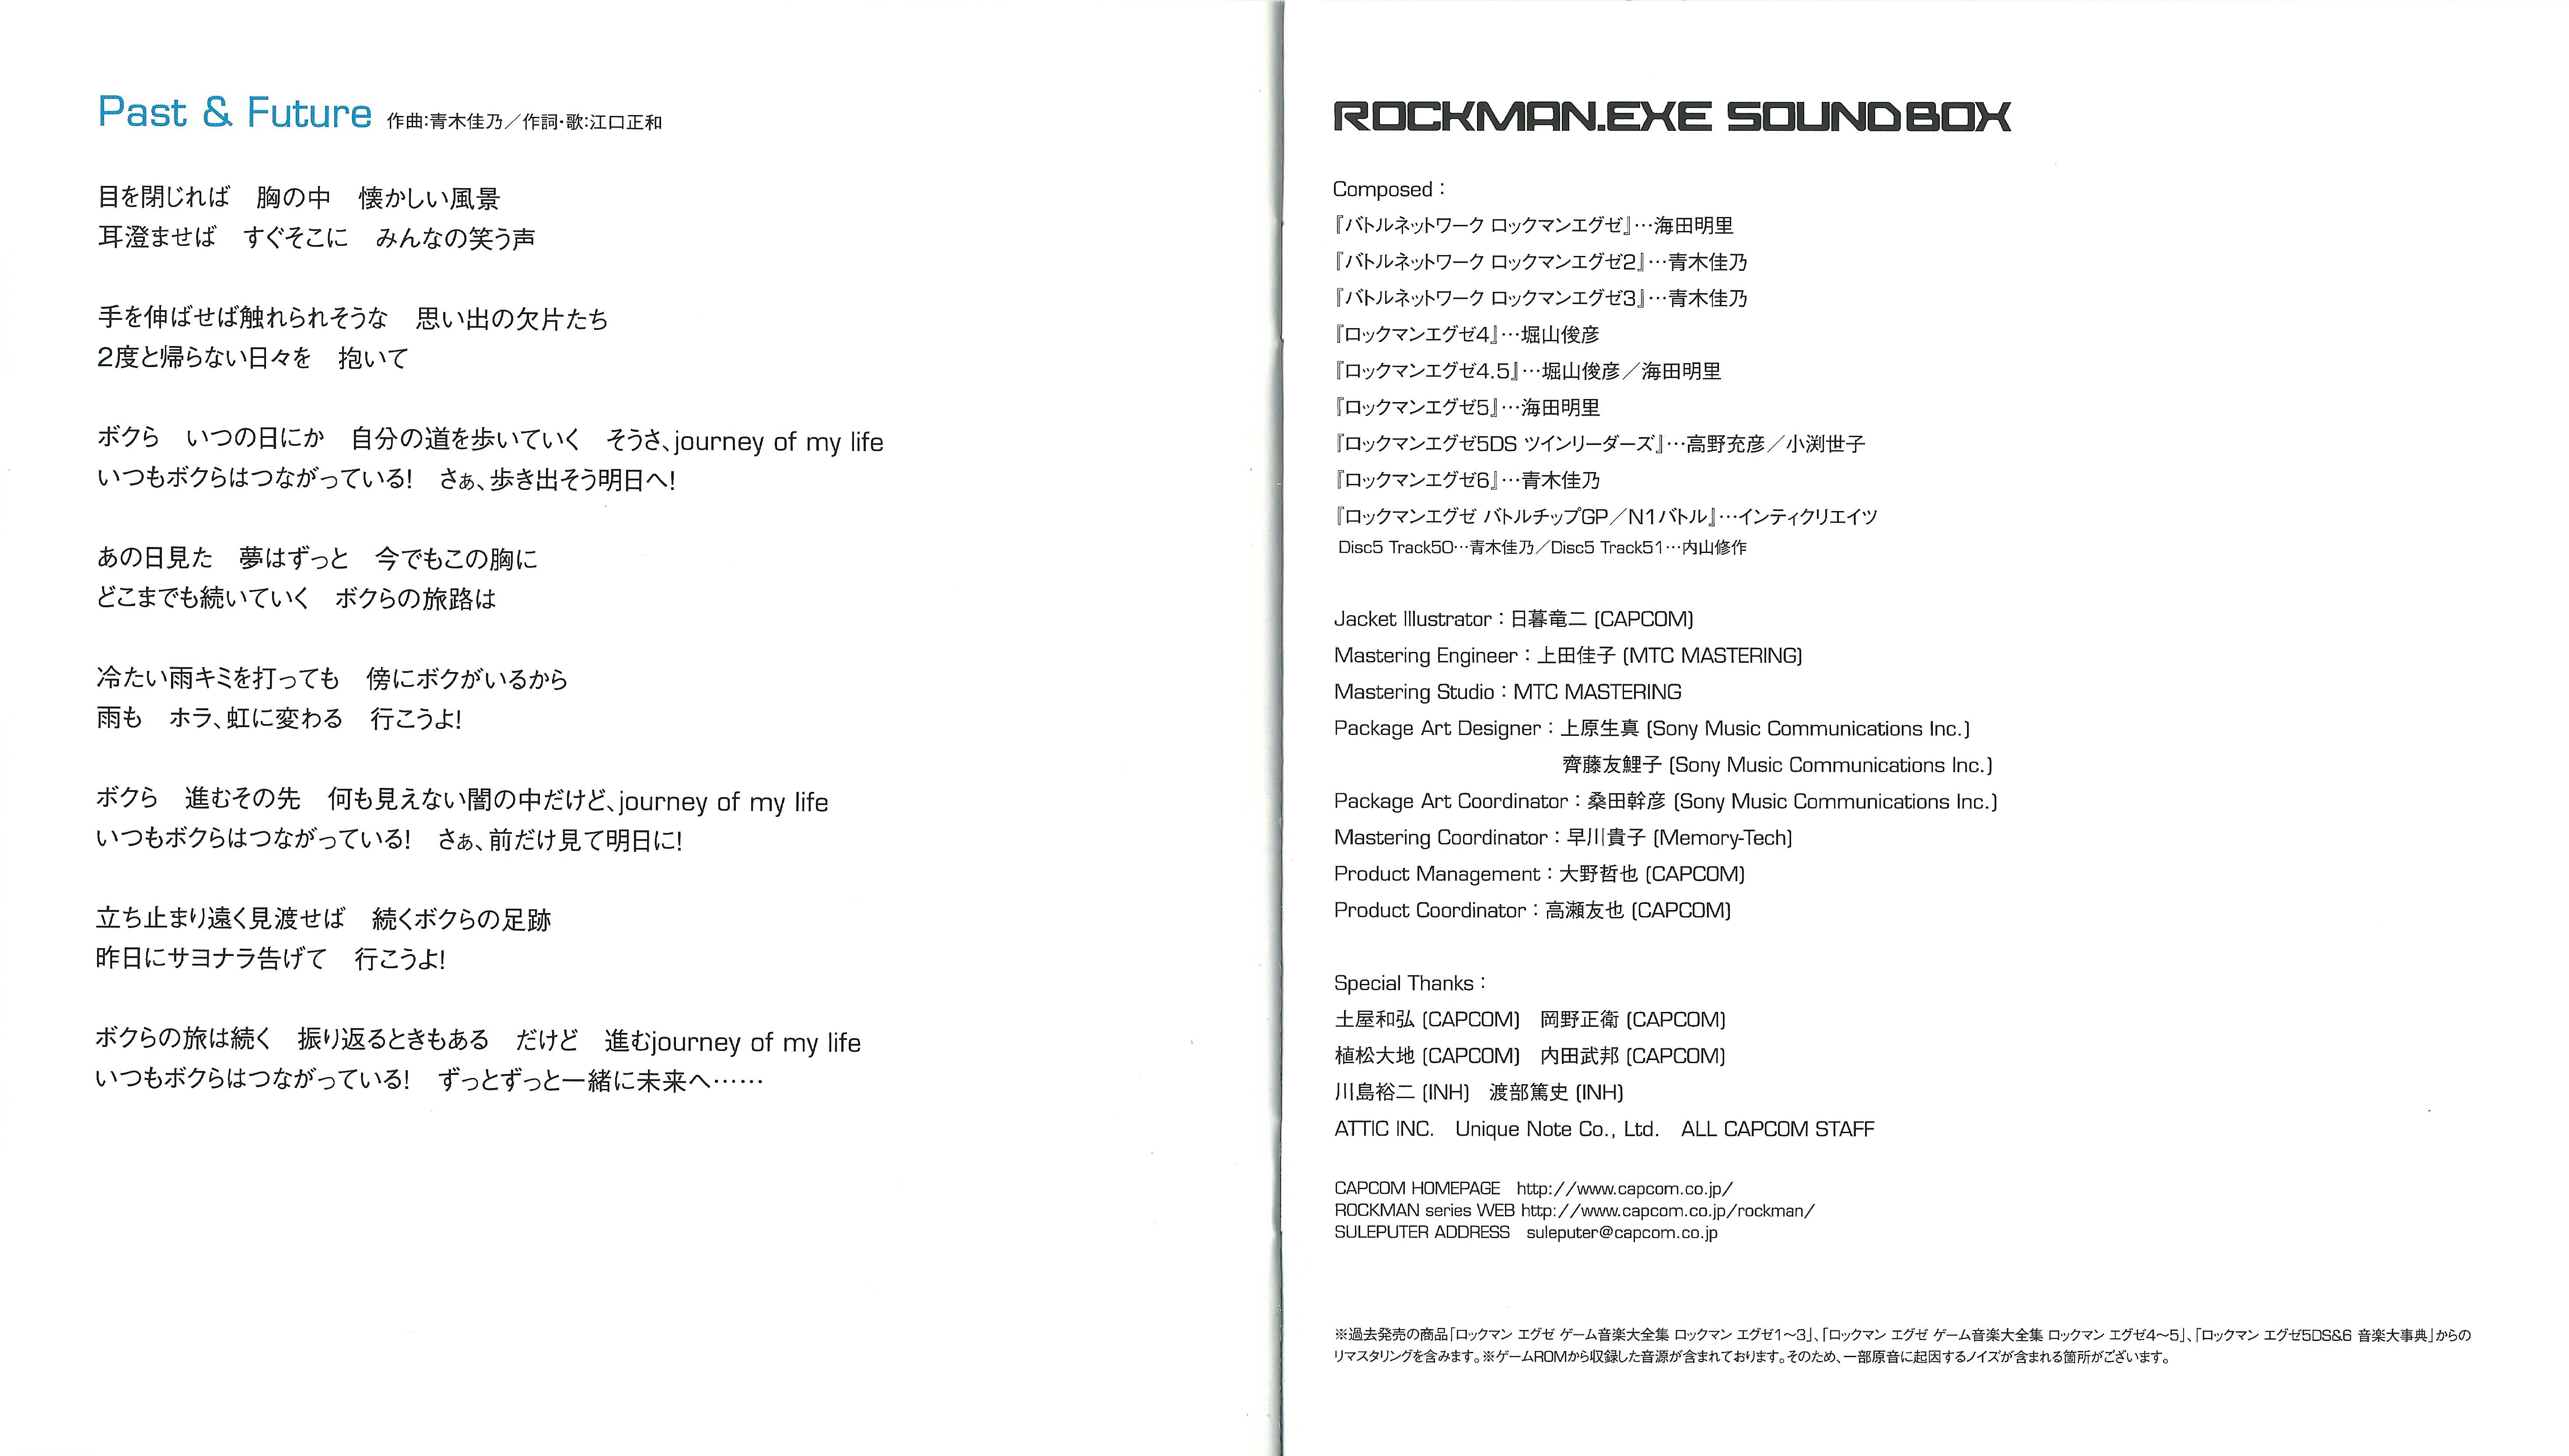 Past & Future 作曲:青木佳乃／作詞・歌:江口正和
目を閉じれば　胸の中　懐かしい風景
耳澄ませば　すぐそこに　みんなの笑う声
手を伸ばせば触れられそうな　思い出の欠片たち
2度と帰らない日々を　抱いて
ボクら　いつの日にか　自分の道を歩いていく　そうさ、journey of my life
いつもボクらはつながっている!　さぁ、歩き出そう明日へ!
あの日見た　夢はずっと　今でもこの胸に
どこまでも続いていく　ボクらの旅路は
冷たい雨キミを打っても　傍にボクがいるから
雨も　ホラ、虹に変わる　行こうよ!
ボクら　進むその先　何も見えない闇の中だけど、journey of my life
いつもボクらはつながっている!　さぁ、前だけ見て明日に!
立ち止まり遠く見渡せば　続くボクらの足跡
昨日にサヨナラ告げて　行こうよ!
ボクらの旅は続く　振り返るときもある　だけど　進むjourney of my life
いつもボクらはつながっている!　ずっとずっと一緒に未来へ……
ROCKMAN.EXE SOUND BOX
Composed：
『バトルネットワーク ロックマンエグゼ』…海田明里
『バトルネットワーク ロックマンエグゼ2』…青木佳乃
『バトルネットワーク ロックマンエグゼ3』…青木佳乃
『ロックマンエグゼ4』…堀山俊彦
『ロックマンエグゼ4.5』…堀山俊彦／海田明里
『ロックマンエグゼ5』…海田明里
『ロックマンエグゼ5DS ツインリーダーズ』…高野充彦／小渕世子
『ロックマンエグゼ6』…青木佳乃
『ロックマンエグゼ バトルチップGP／N1バトル』…インティクリエイツ
Disc5 Track50…青木佳乃／Disc5 Track51…内山修作
Jacket Illustrator：日暮竜二 (CAPCOM)
Mastering Engineer：上田佳子 (MTC MASTERING)
Mastering Studio：MTC MASTERING
Package Art Designer：上原生真 (Sony Music Communications Inc.)
齊藤友鯉子 (Sony Music Communications Inc.)
Package Art Coordinator：桑田幹彦 (Sony Music Communications Inc.)
Mastering Coordinator：早川貴子 (Memory-Tech)
Product Management：大野哲也 (CAPCOM)
Product Coordinator：高瀬友也 (CAPCOM)
Special Thanks：
土屋和弘 (CAPCOM)　岡野正衛 (CAPCOM)
植松大地 (CAPCOM)　内田武邦 (CAPCOM)
川島裕二 (INH)　渡部篤史 (INH)
ATTIC INC.　Unique Note Co., Ltd.　ALL CAPCOM STAFF
CAPCOM HOMEPAGE　http://www.capcom.co.jp/
ROCKMAN series WEB http://www.capcom.co.jp/rockman/
SULEPUTER ADDRESS　suleputer@capcom.co.jp
※過去発売の商品「ロックマン エグゼ ゲーム音楽大全集 ロックマン エグゼ1～3」、「ロックマン エグゼ ゲーム音楽大全集 ロックマン エグゼ4～5」、「ロックマン エグゼ5DS&6 音楽大事典」からの
リマスタリングを含みます。※ゲームROMから収録した音源が含まれております。そのため、一部原音に起因するノイズが含まれる箇所がございます。